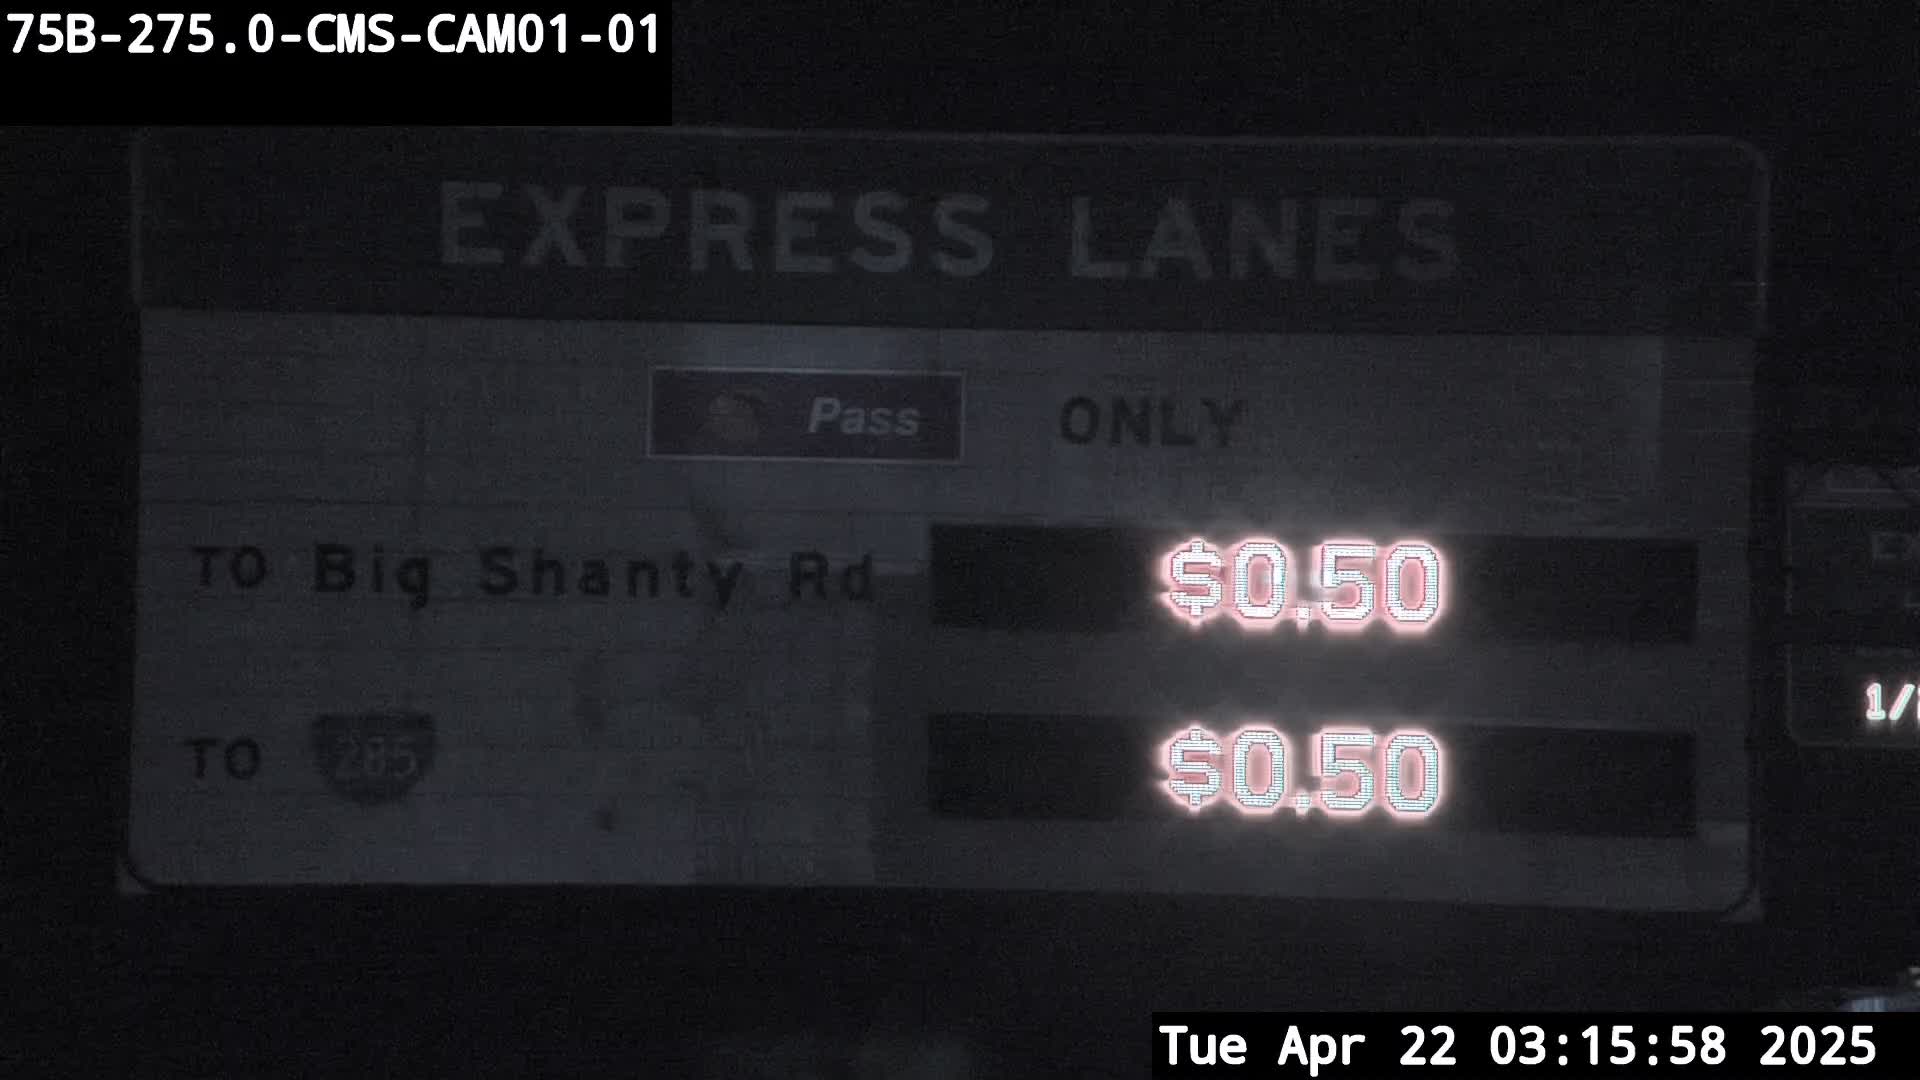 75B-275.0-CMS-CAM01-01
EXPRESS LANES
Pass ONLY
TO Big Shanty Rd $0.50
TO 285 $0.50
1/
Tue Apr 22 03:15:58 2025